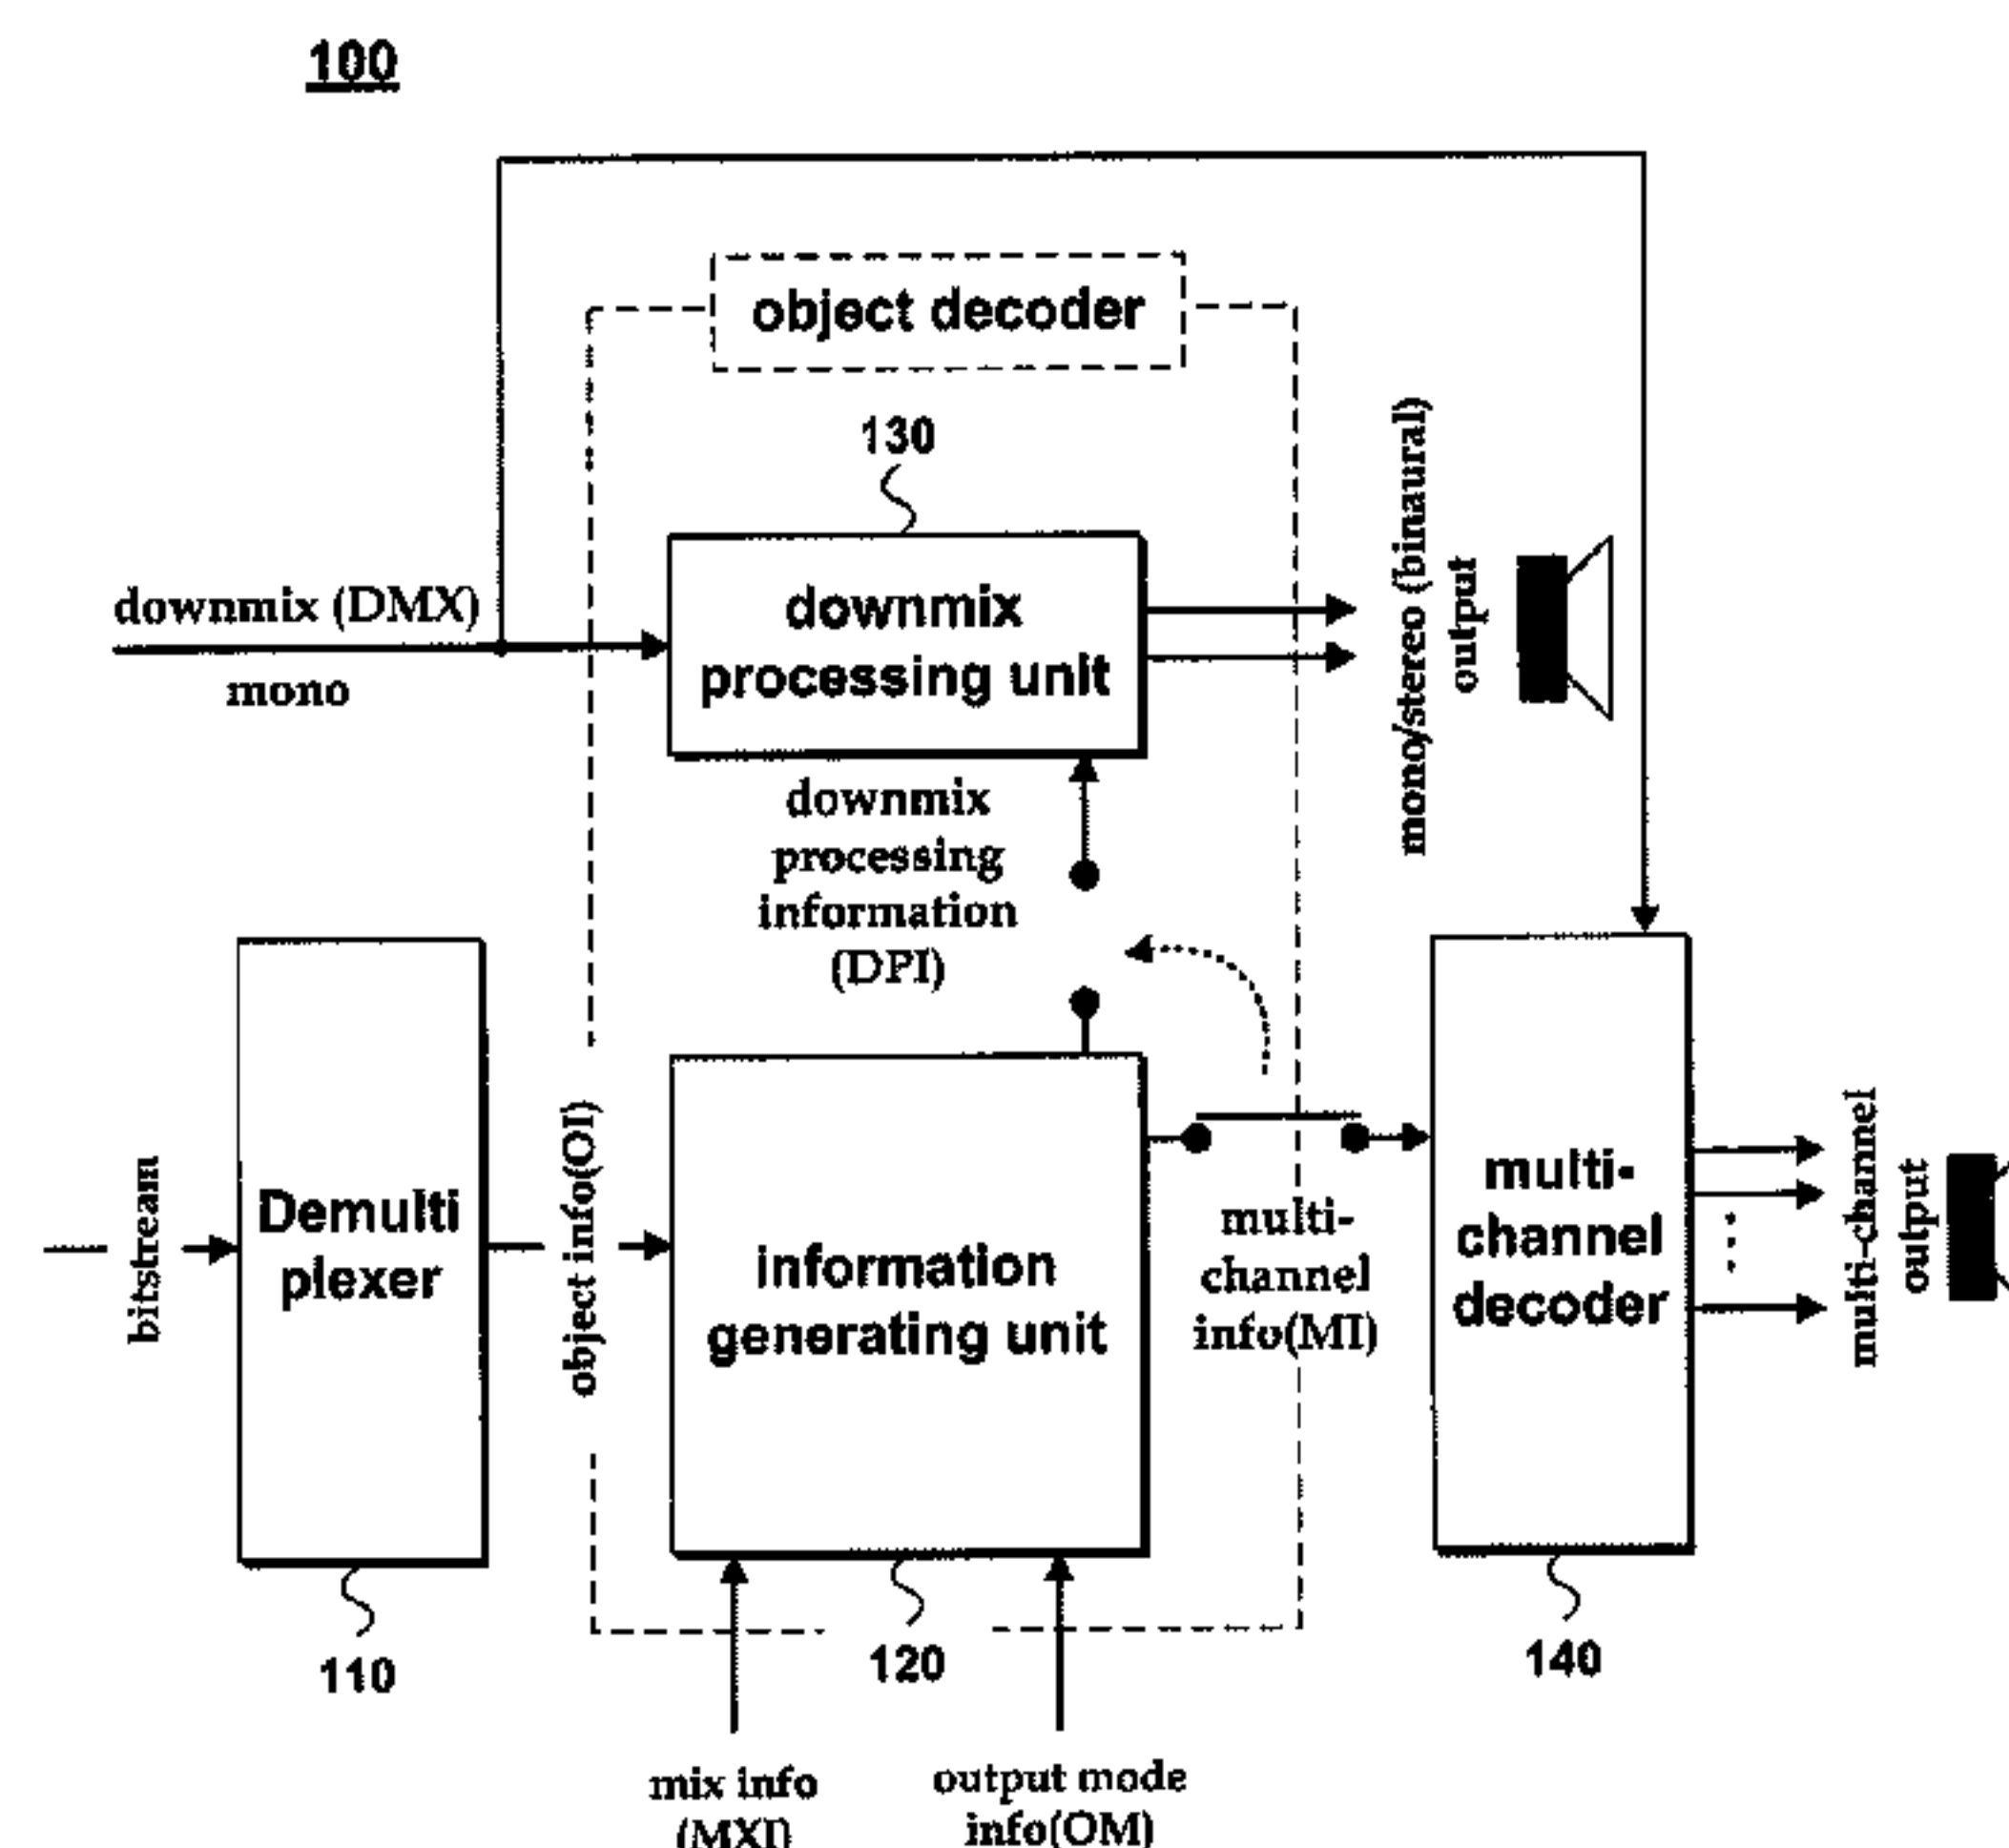 100
object decoder
130
downmix (DMX)
mono
downmix
processing unit
mono/stereo (binaural)
output
downmix
processing
information
(DPI)
bitstream
Demulti
plexer
object info(OI)
information
generating unit
multi-
channel
info(MI)
multi-
channel
decoder
multi-channel
output
110
120
140
mix info
(MXI)
output mode
info(OM)